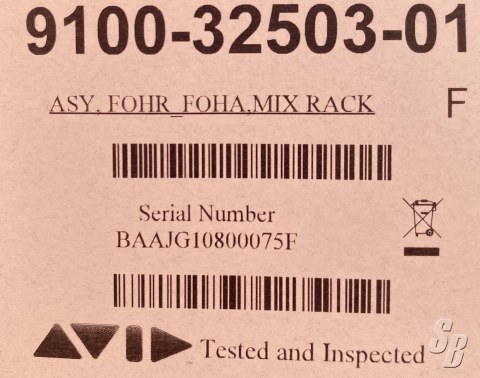 9100-32503-01
ASY, FOHR_FOHA,MIX RACK F
Serial Number
BAAJG10800075F
AVID Tested and Inspected
SB